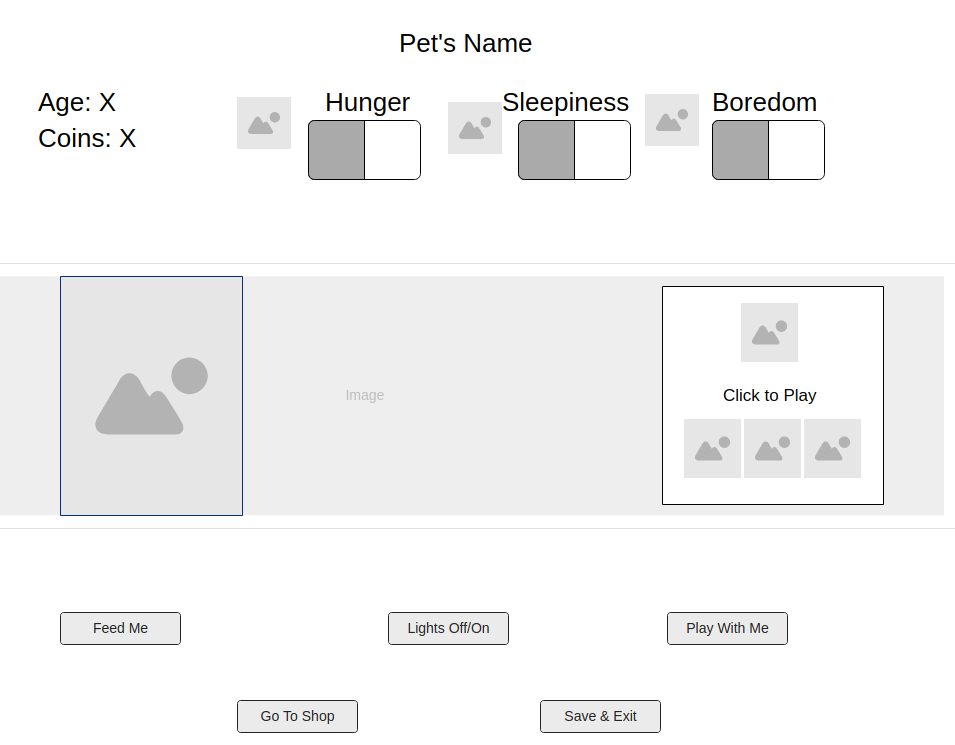 Pet's Name
Age: X
Coins: X
Hunger
Sleepiness
Boredom
Image
Click to Play
Feed Me
Lights Off/On
Play With Me
Go To Shop
Save & Exit